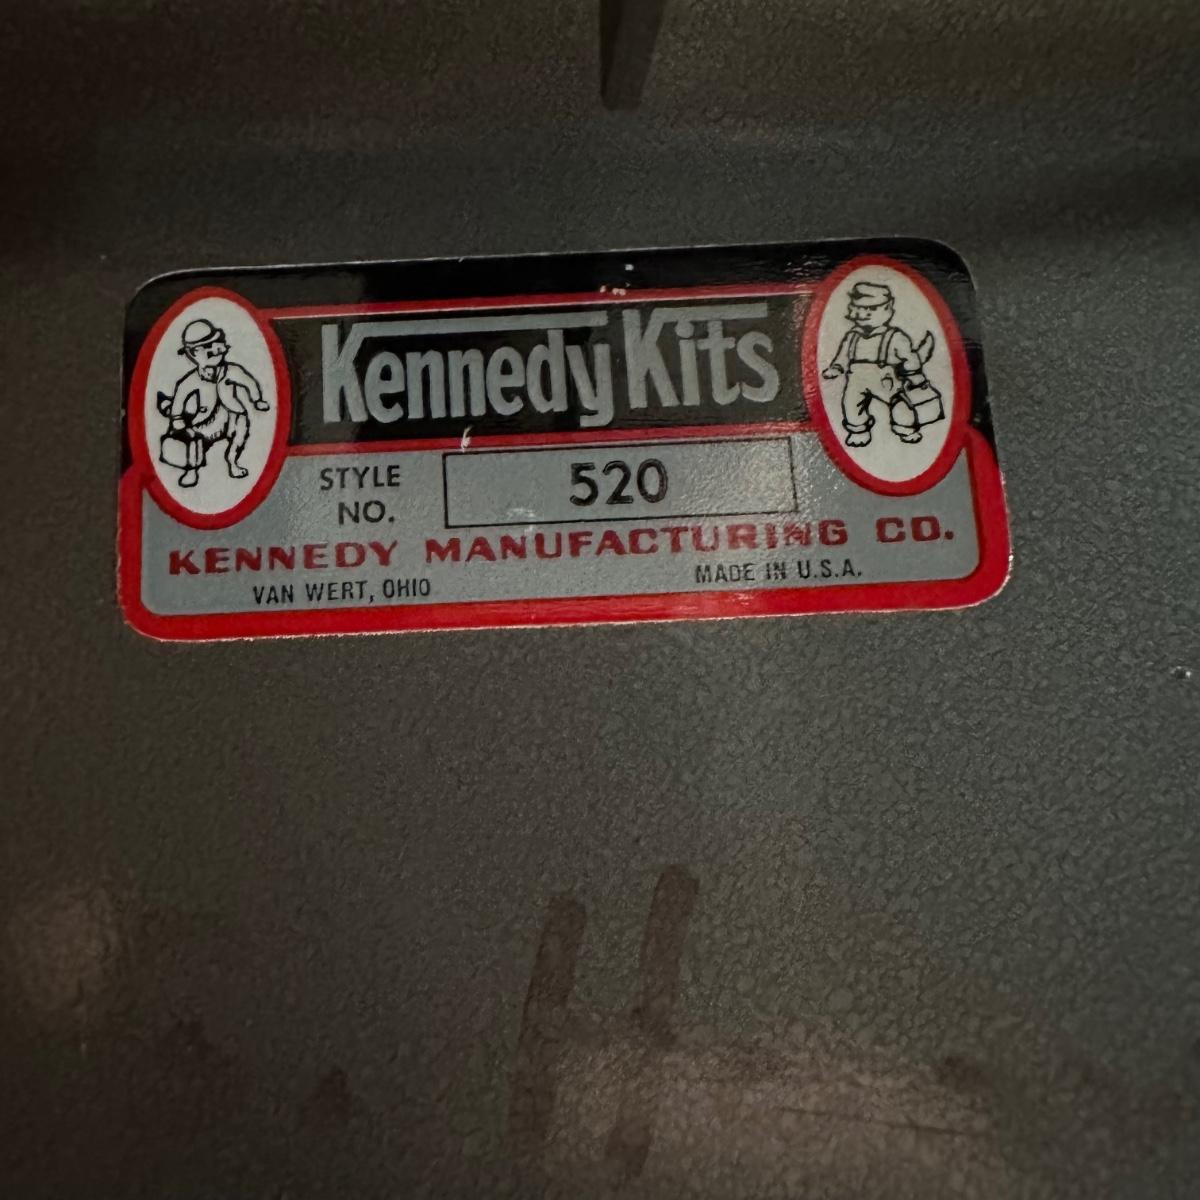 Kennedy Kits
STYLE NO.
520
KENNEDY MANUFACTURING CO.
VAN WERT, OHIO
MADE IN U.S.A.